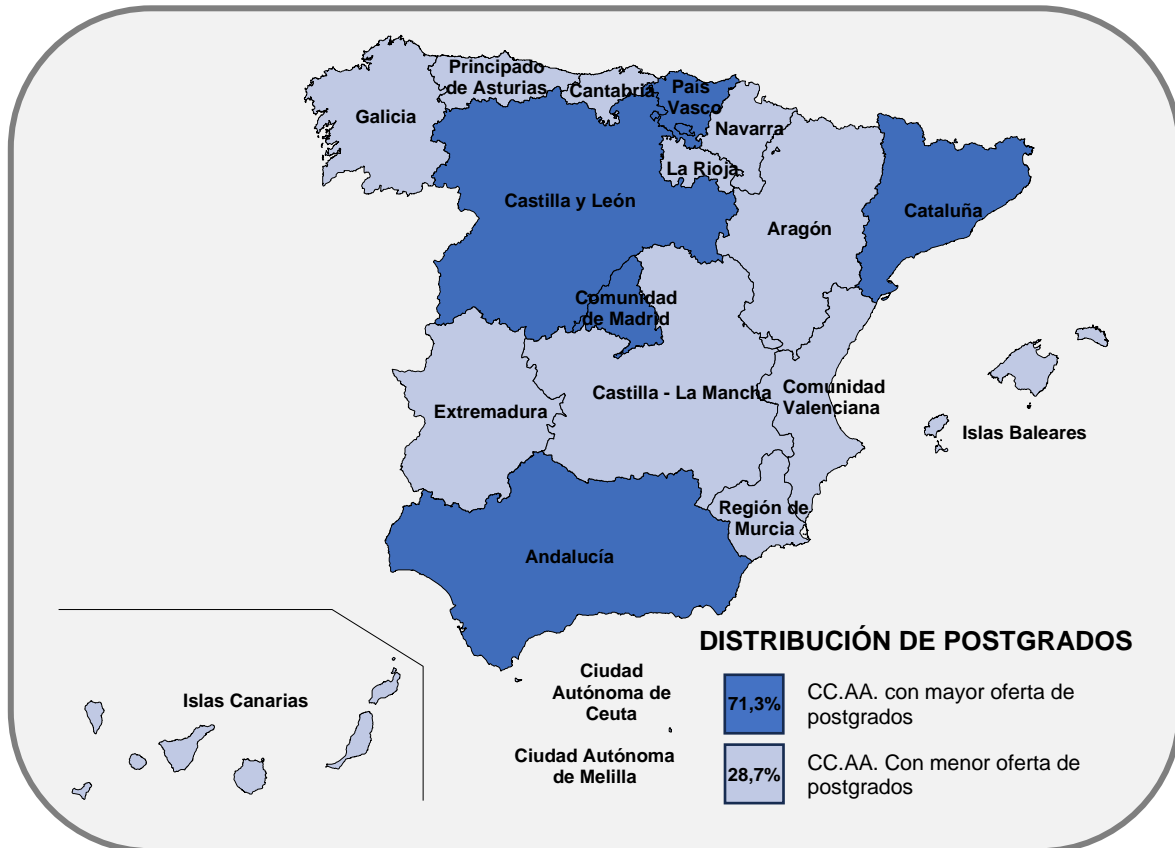 Principado
de Asturias
Cantabria
País
Vasco
Galicia
Navarra
La Rioja
Castilla y León
Cataluña
Aragón
Comunidad
de Madrid
Castilla - La Mancha
Comunidad
Valenciana
Extremadura
Islas Baleares
Región de
Murcia
Andalucía
DISTRIBUCIÓN DE POSTGRADOS
Ciudad
Autónoma de
Ceuta
Islas Canarias
71,3%
CC.AA. con mayor oferta de
postgrados
Ciudad Autónoma
de Melilla
28,7%
CC.AA. Con menor oferta de
postgrados